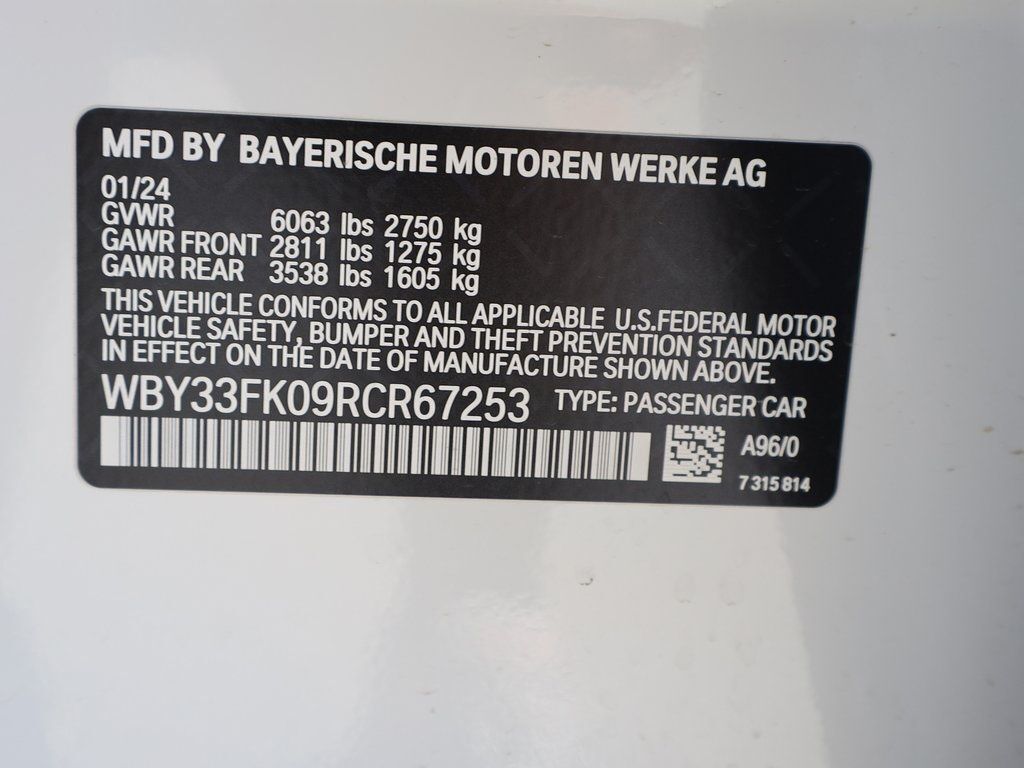 MFD BY BAYERISCHE MOTOREN WERKE AG
01/24
GVWR 6063 lbs 2750 kg
GAWR FRONT 2811 lbs 1275 kg
GAWR REAR 3538 lbs 1605 kg
THIS VEHICLE CONFORMS TO ALL APPLICABLE U.S.FEDERAL MOTOR
VEHICLE SAFETY, BUMPER AND THEFT PREVENTION STANDARDS
IN EFFECT ON THE DATE OF MANUFACTURE SHOWN ABOVE.
WBY33FK09RCR67253 TYPE: PASSENGER CAR
A96/0
7 315 814